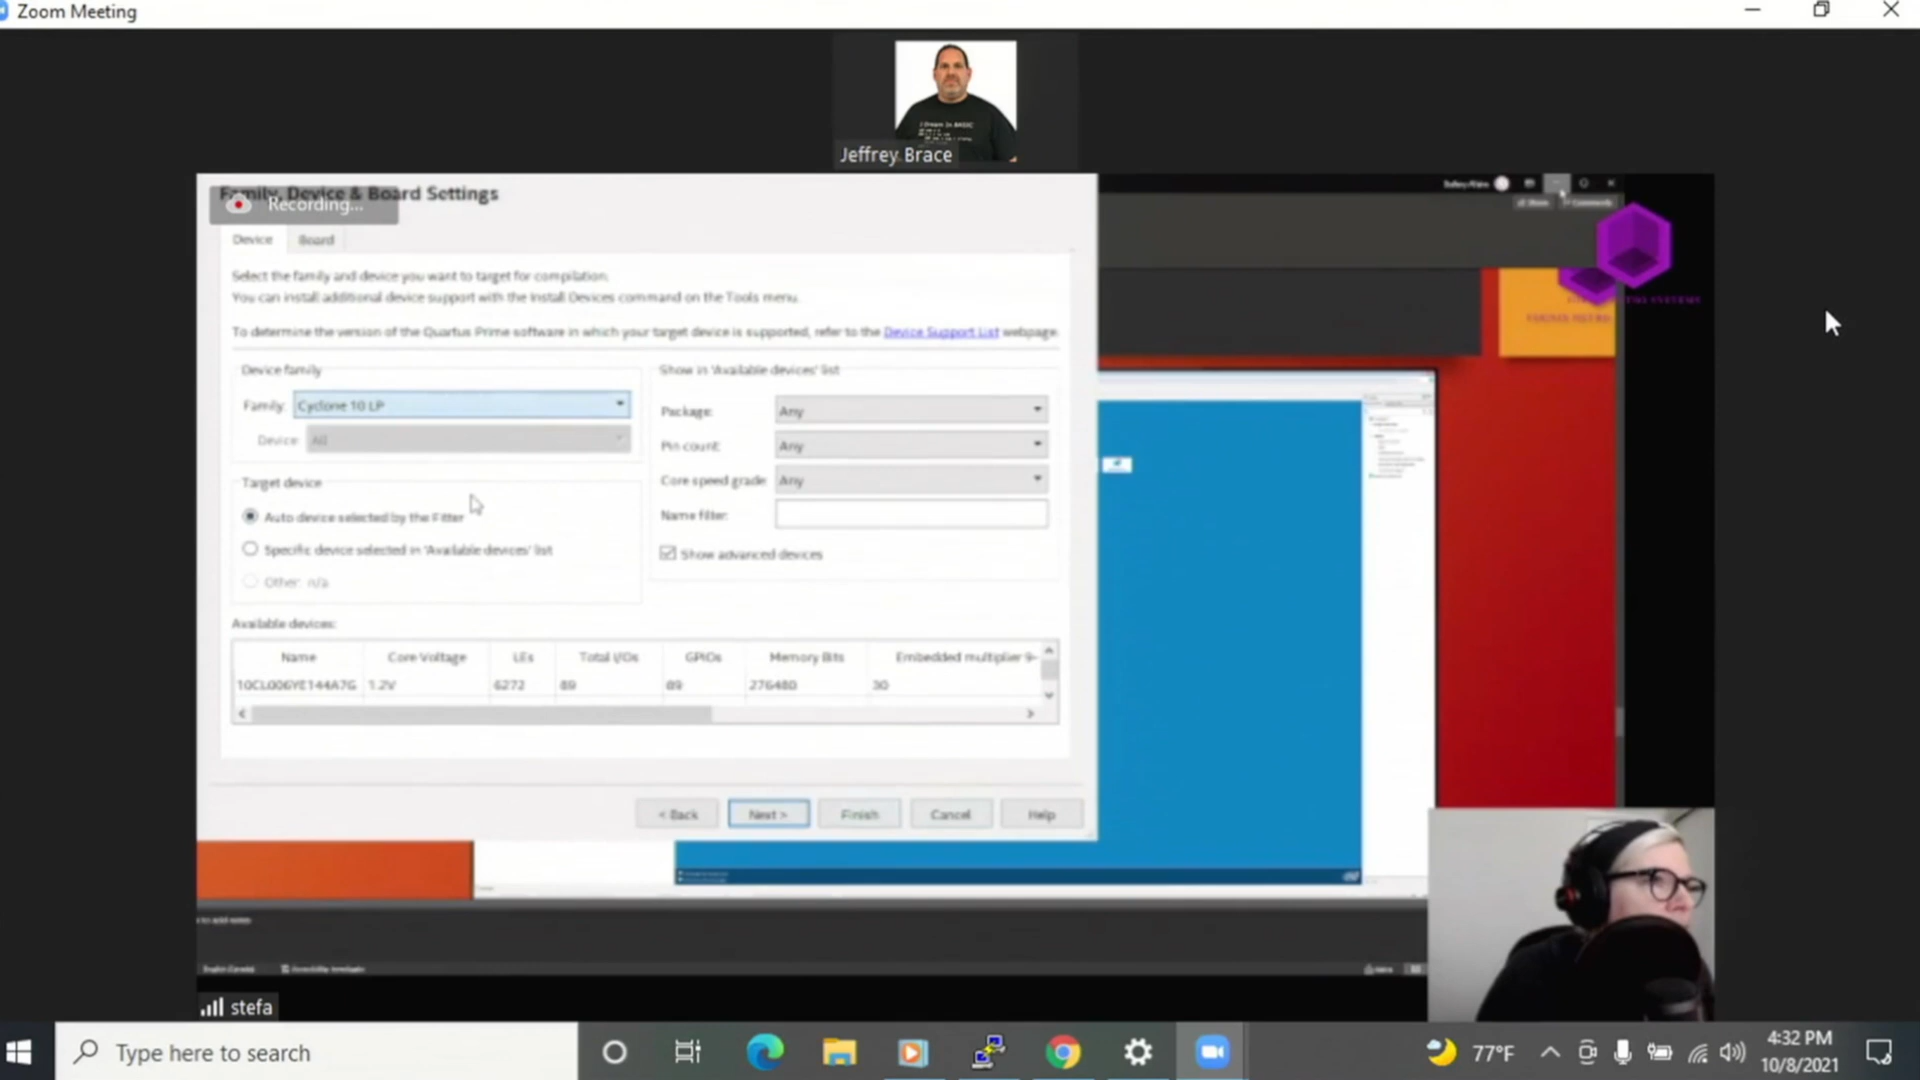 Zoom Meeting
Jeffrey Brace
Family, Device & Board Settings
Recording...
Device Board
Select the family and device you want to target for compilation.
You can install additional device support with the Install Devices command on the Tools menu.
To determine the version of the Quartus Prime software in which your target device is supported, refer to the Device Support List webpage.
Device family
Family: Cyclone 10 LP
Device: All
Show in 'Available devices' list
Package: Any
Pin count: Any
Core speed grade: Any
Name filter:
Show advanced devices
Target device
Auto device selected by the Fitter
Specific device selected in 'Available devices' list
Other: n/a
Available devices:
Name Core Voltage LEs Total I/Os GPIOs Memory Bits Embedded multiplier 9-
10CL006YE144A7G 1.2V 6272 89 89 276480 30
< Back Next > Finish Cancel Help
to add notes
stefa
Type here to search
77°F
4:32 PM
10/8/2021